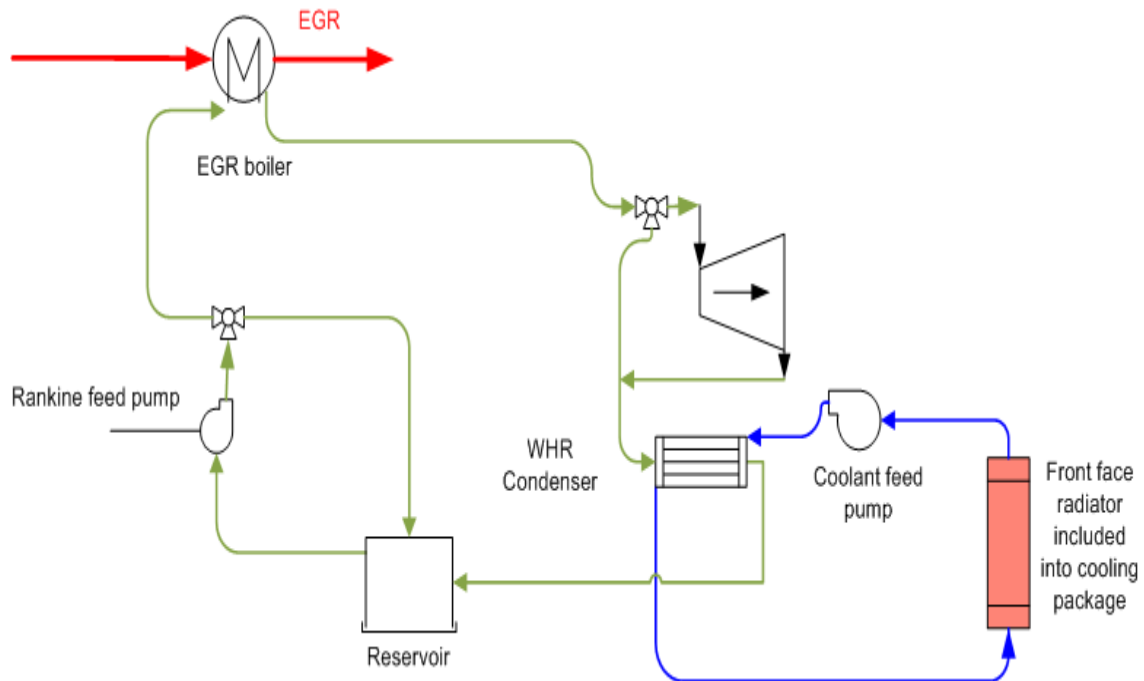 EGR
EGR boiler
Rankine feed pump
WHR
Condenser
Coolant feed
pump
Front face
radiator
included
into cooling
package
Reservoir